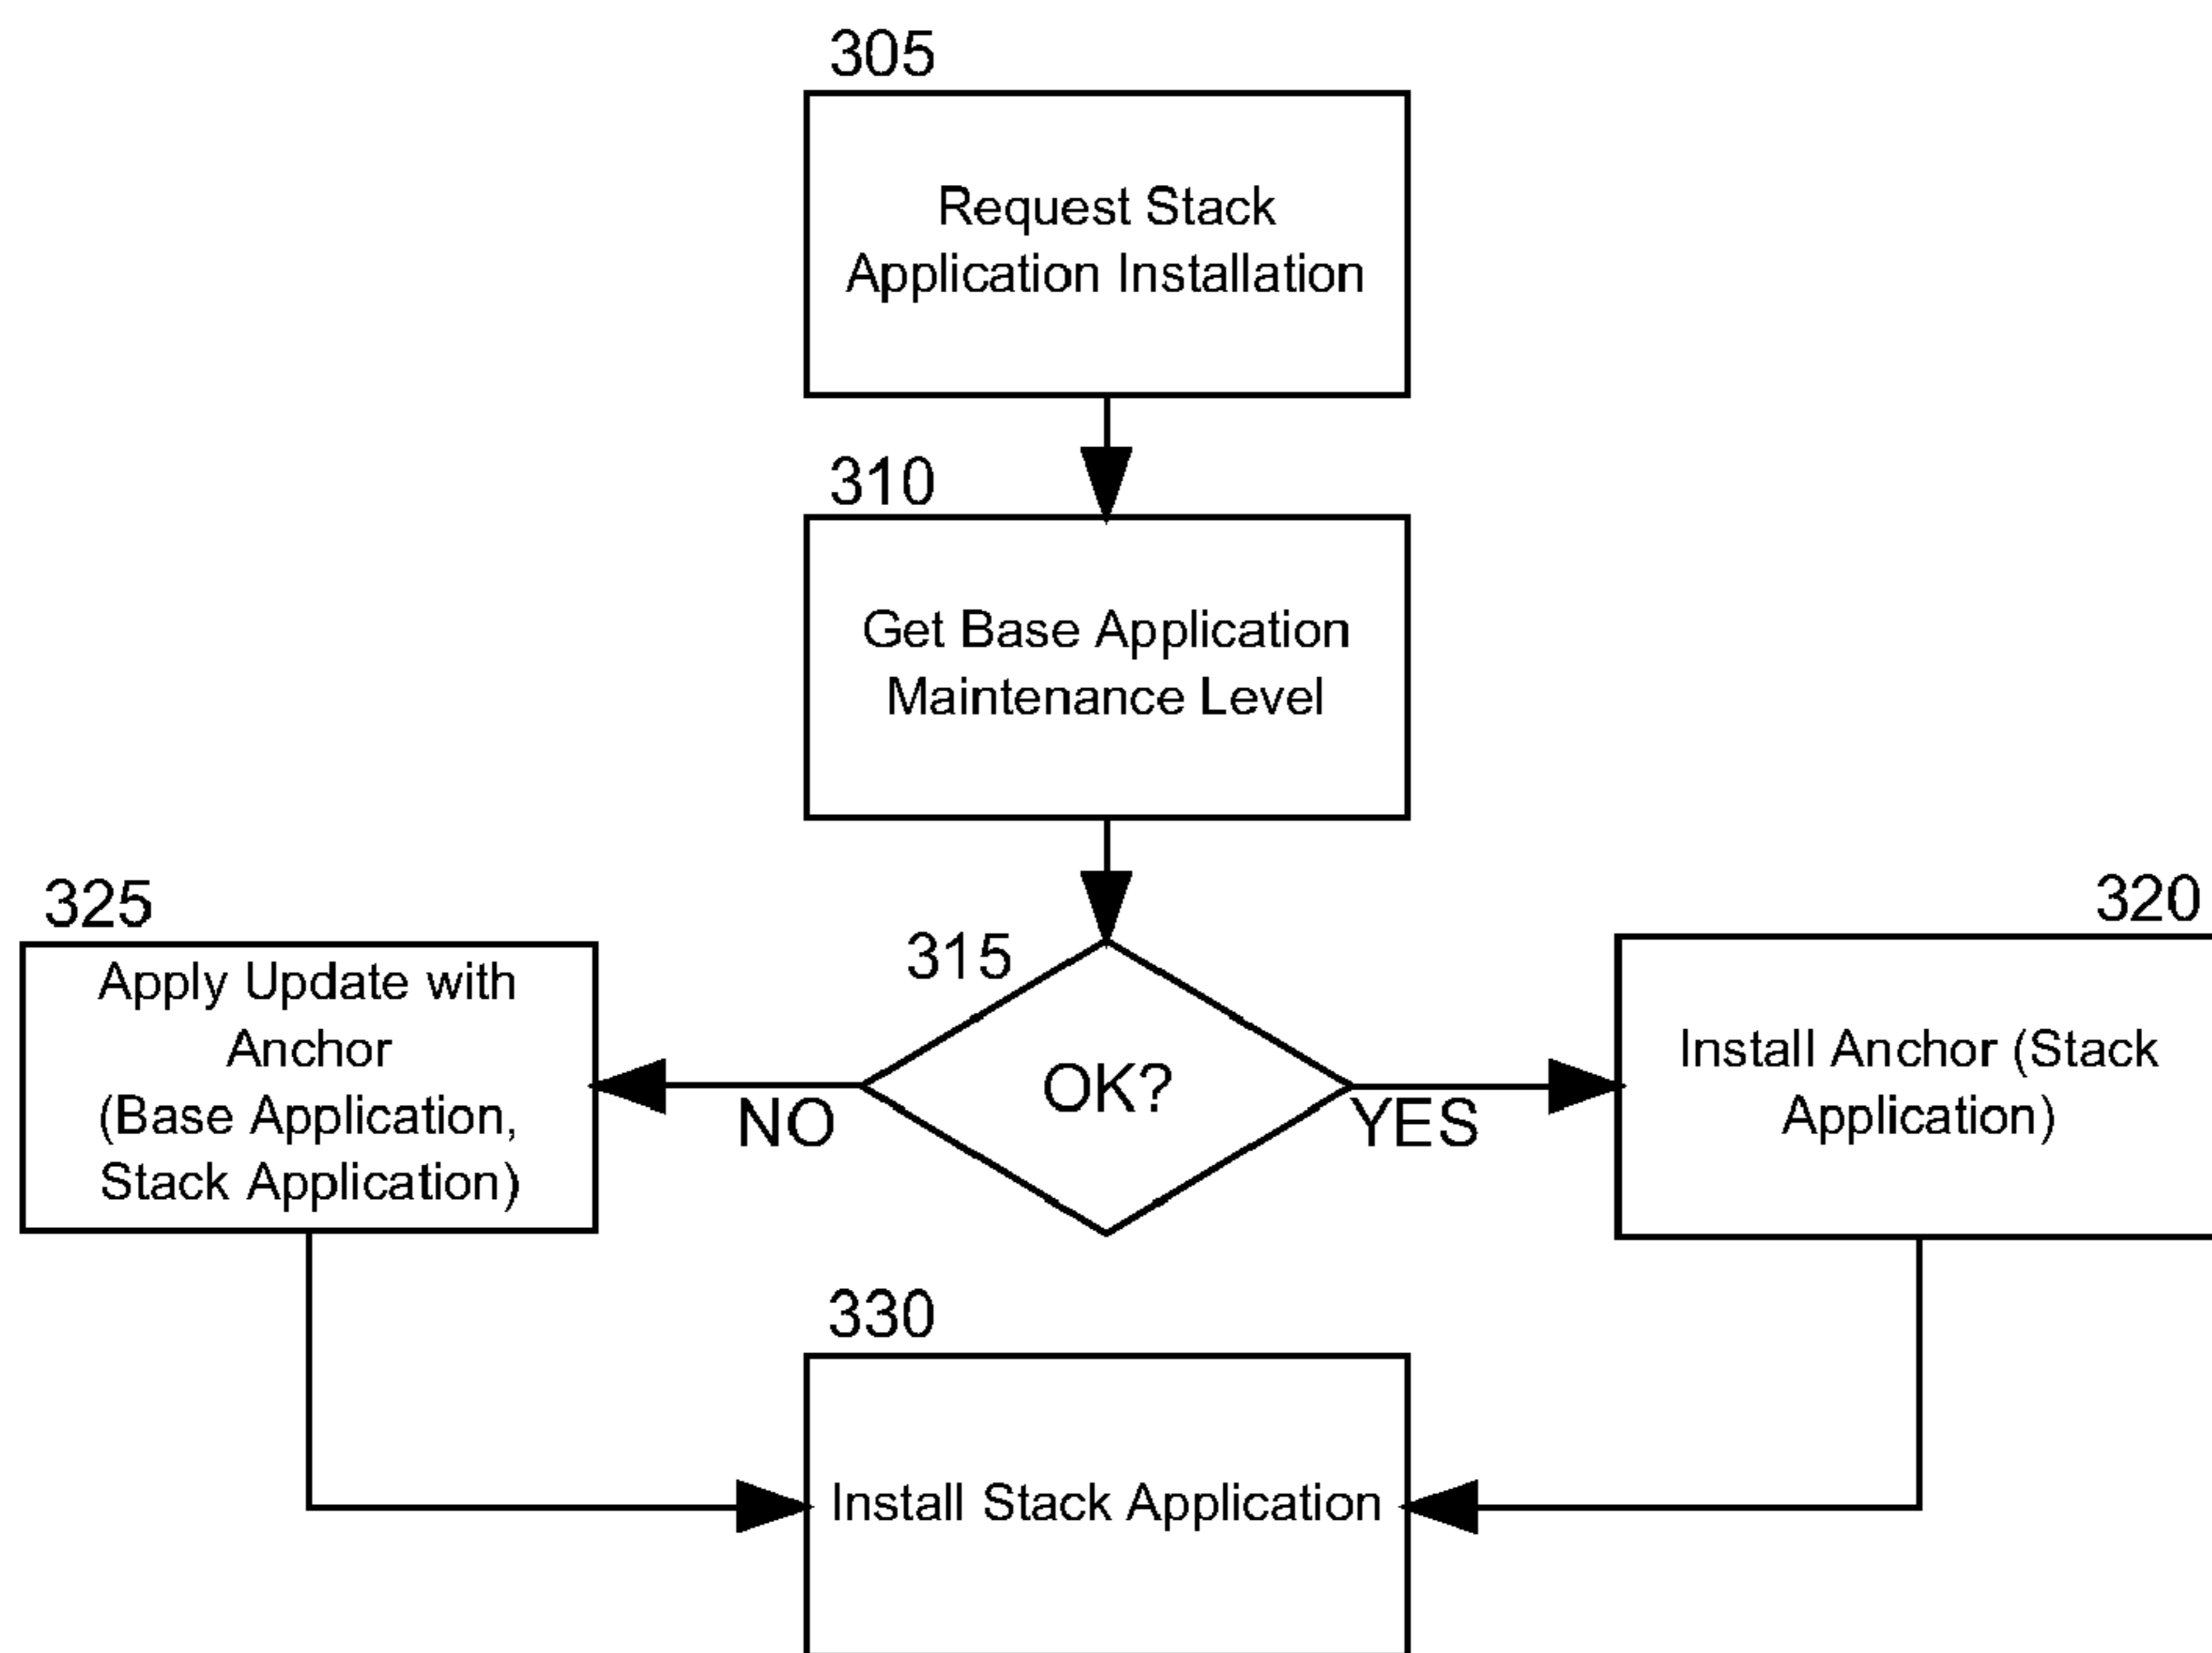 305
Request Stack
Application Installation
310
Get Base Application
Maintenance Level
325
Apply Update with
Anchor
(Base Application,
Stack Application)
315
OK?
NO
YES
320
Install Anchor (Stack
Application)
330
Install Stack Application